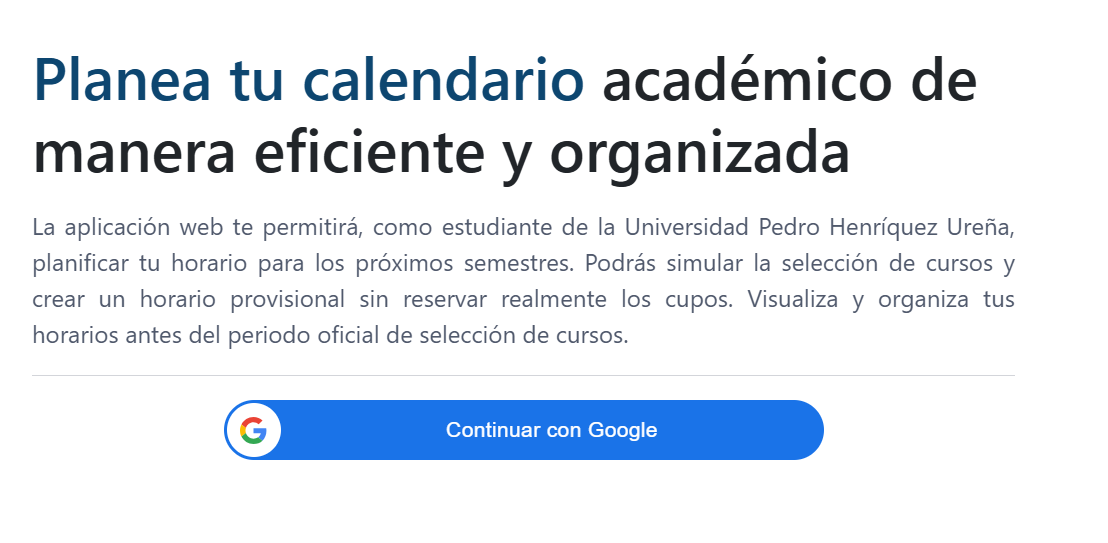 Planea tu calendario académico de
manera eficiente y organizada
La aplicación web te permitirá, como estudiante de la Universidad Pedro Henríquez Ureña,
planificar tu horario para los próximos semestres. Podrás simular la selección de cursos y
crear un horario provisional sin reservar realmente los cupos. Visualiza y organiza tus
horarios antes del periodo oficial de selección de cursos.
Continuar con Google